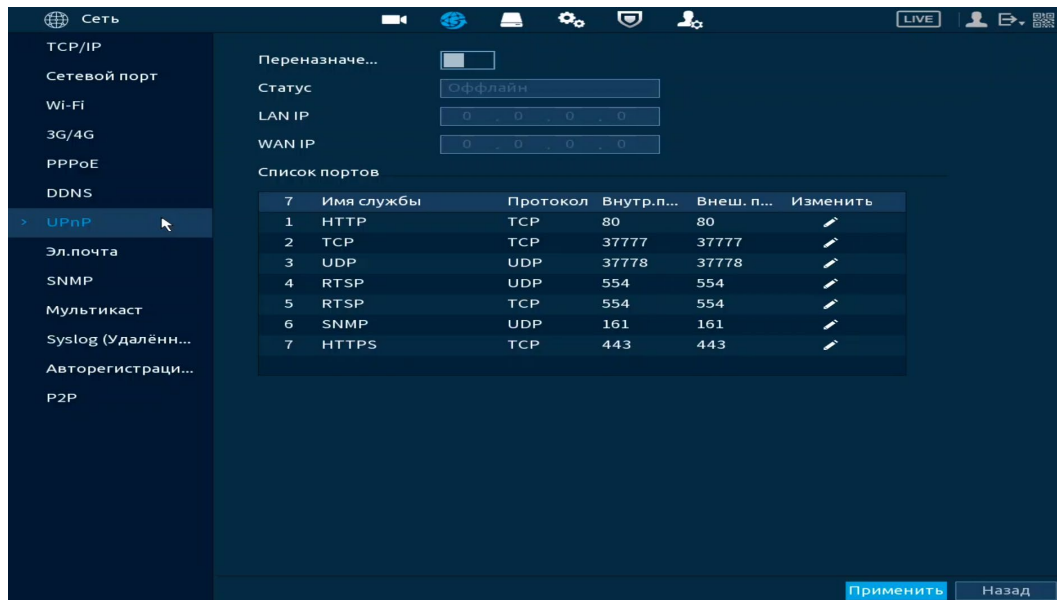 Сеть LIVE
TCP/IP
Сетевой порт
Wi-Fi
3G/4G
PPPoE
DDNS
UPnP
Эл.почта
SNMP
Мультикаст
Syslog (Удалённ...
Авторегистраци...
P2P
Переназначе...
Статус Оффлайн
LAN IP 0 . 0 . 0 . 0
WAN IP 0 . 0 . 0 . 0
Список портов
7 Имя службы Протокол Внутр.п... Внеш. п... Изменить
1 HTTP TCP 80 80
2 TCP TCP 37777 37777
3 UDP UDP 37778 37778
4 RTSP UDP 554 554
5 RTSP TCP 554 554
6 SNMP UDP 161 161
7 HTTPS TCP 443 443
Применить Назад